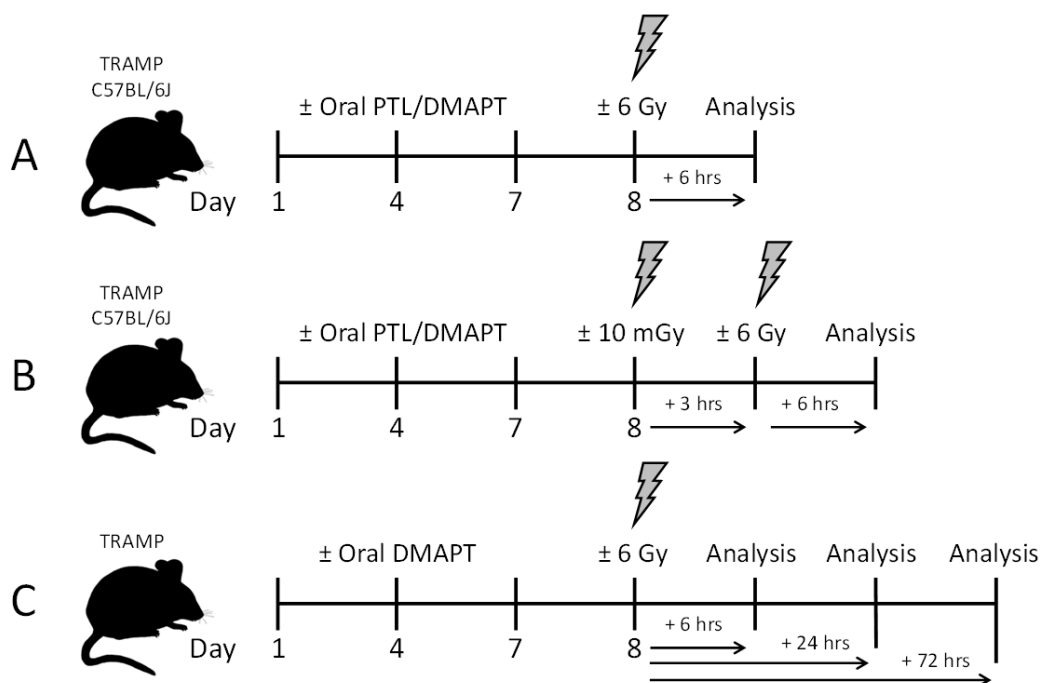 TRAMP
C57BL/6J
± Oral PTL/DMAPT ± 6 Gy Analysis
A
+ 6 hrs
Day 1 4 7 8
TRAMP
C57BL/6J
± Oral PTL/DMAPT ± 10 mGy ± 6 Gy Analysis
B
+ 3 hrs + 6 hrs
Day 1 4 7 8
TRAMP
± Oral DMAPT ± 6 Gy Analysis Analysis Analysis
C
+ 6 hrs
Day 1 4 7 8 + 24 hrs
+ 72 hrs